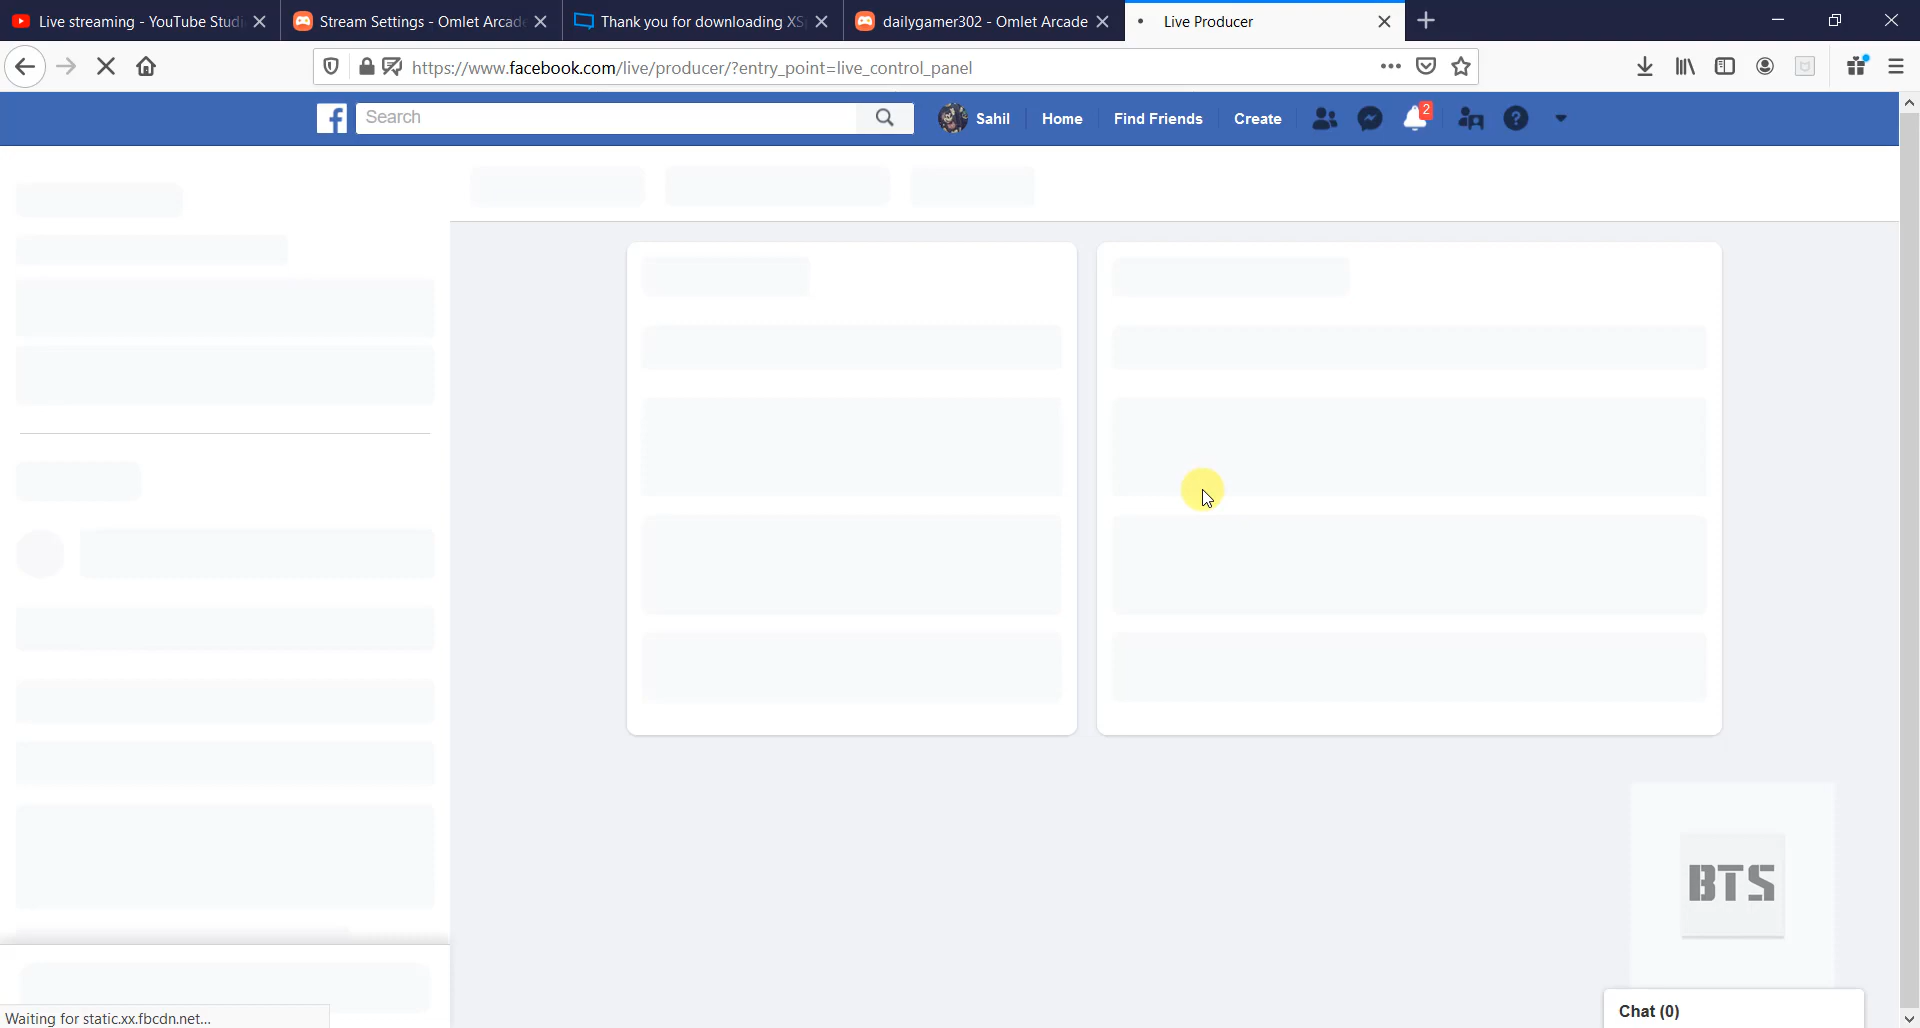 Live streaming - YouTube Studi
Stream Settings - Omlet Arcade
Thank you for downloading XS
dailygamer302 - Omlet Arcade
Live Producer
https://www.facebook.com/live/producer/?entry_point=live_control_panel
f
Search
Sahil
Home
Find Friends
Create
2
?
BTS
Chat (0)
Waiting for static.xx.fbcdn.net...